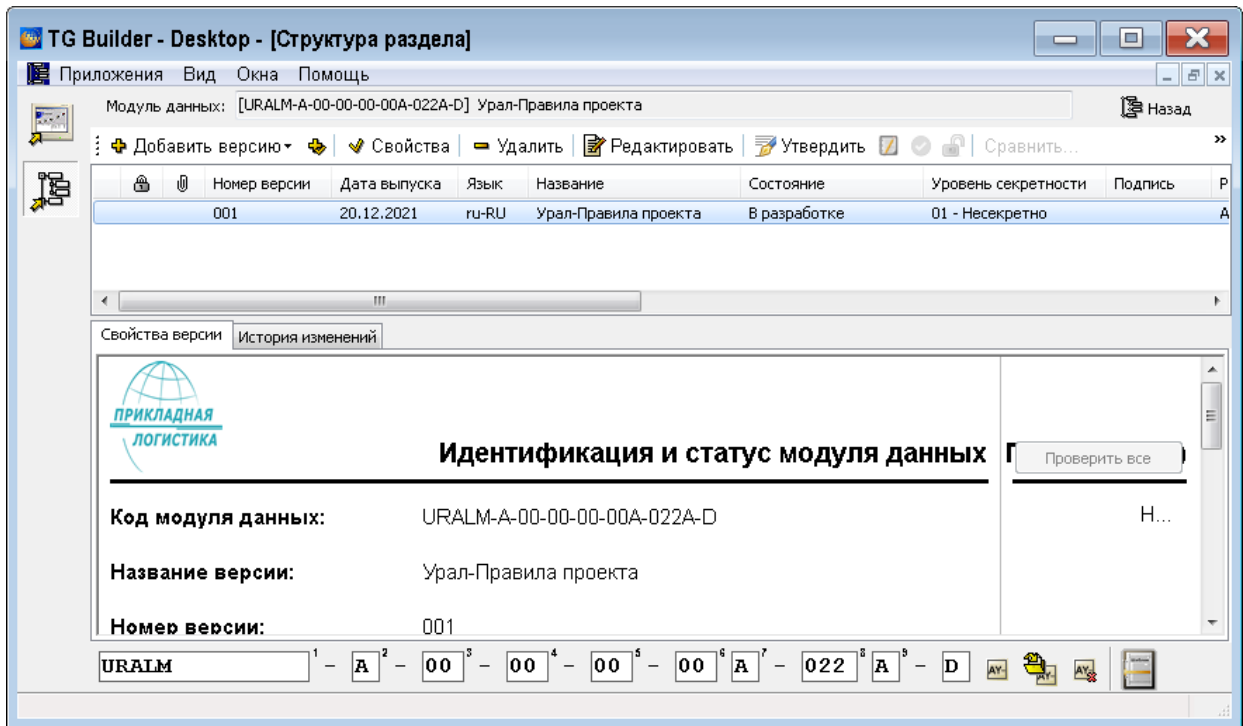 TG Builder - Desktop - [Структура раздела]
Приложения Вид Окна Помощь
Модуль данных: [URALM-A-00-00-00-00A-022A-D] Урал-Правила проекта Назад
Добавить версию Свойства Удалить Редактировать Утвердить Сравнить... »
Номер версии Дата выпуска Язык Название Состояние Уровень секретности Подпись Р
001 20.12.2021 ru-RU Урал-Правила проекта В разработке 01 - Несекретно А
Свойства версии История изменений
ПРИКЛАДНАЯ
ЛОГИСТИКА
Идентификация и статус модуля данных Проверить все
Код модуля данных: URALM-A-00-00-00-00A-022A-D Н...
Название версии: Урал-Правила проекта
Номер версии: 001
URALM 1 - A 2 - 00 3 - 00 4 - 00 5 - 00 6 A 7 - 022 8 A 9 - D